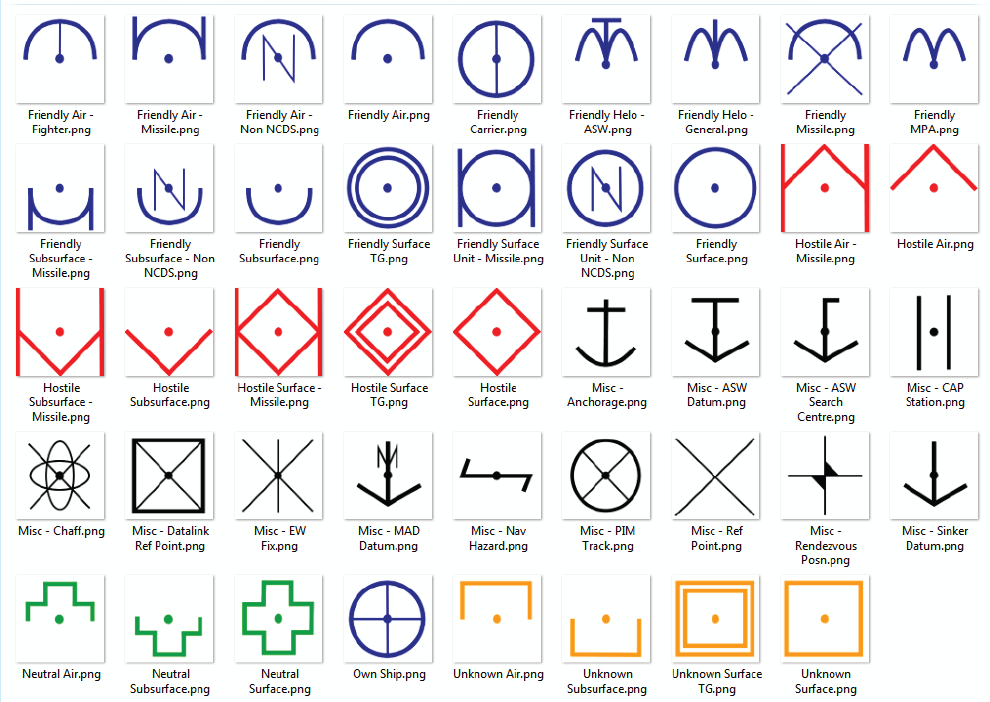 Friendly Air -
Fighter.png
Friendly Air -
Missile.png
Friendly Air -
Non NCDS.png
Friendly Air.png
Friendly
Carrier.png
Friendly Helo -
ASW.png
Friendly Helo -
General.png
Friendly
Missile.png
Friendly
MPA.png
Friendly
Subsurface -
Missile.png
Friendly
Subsurface - Non
NCDS.png
Friendly
Subsurface.png
Friendly Surface
TG.png
Friendly Surface
Unit - Missile.png
Friendly Surface
Unit - Non
NCDS.png
Friendly
Surface.png
Hostile Air -
Missile.png
Hostile Air.png
Hostile
Subsurface -
Missile.png
Hostile
Subsurface.png
Hostile Surface -
Missile.png
Hostile Surface
TG.png
Hostile
Surface.png
Misc -
Anchorage.png
Misc - ASW
Datum.png
Misc - ASW
Search
Centre.png
Misc - CAP
Station.png
Misc - Chaff.png
Misc - Datalink
Ref Point.png
Misc - EW
Fix.png
Misc - MAD
Datum.png
Misc - Nav
Hazard.png
Misc - PIM
Track.png
Misc - Ref
Point.png
Misc -
Rendezvous
Posn.png
Misc - Sinker
Datum.png
Neutral Air.png
Neutral
Subsurface.png
Neutral
Surface.png
Own Ship.png
Unknown Air.png
Unknown
Subsurface.png
Unknown Surface
TG.png
Unknown
Surface.png